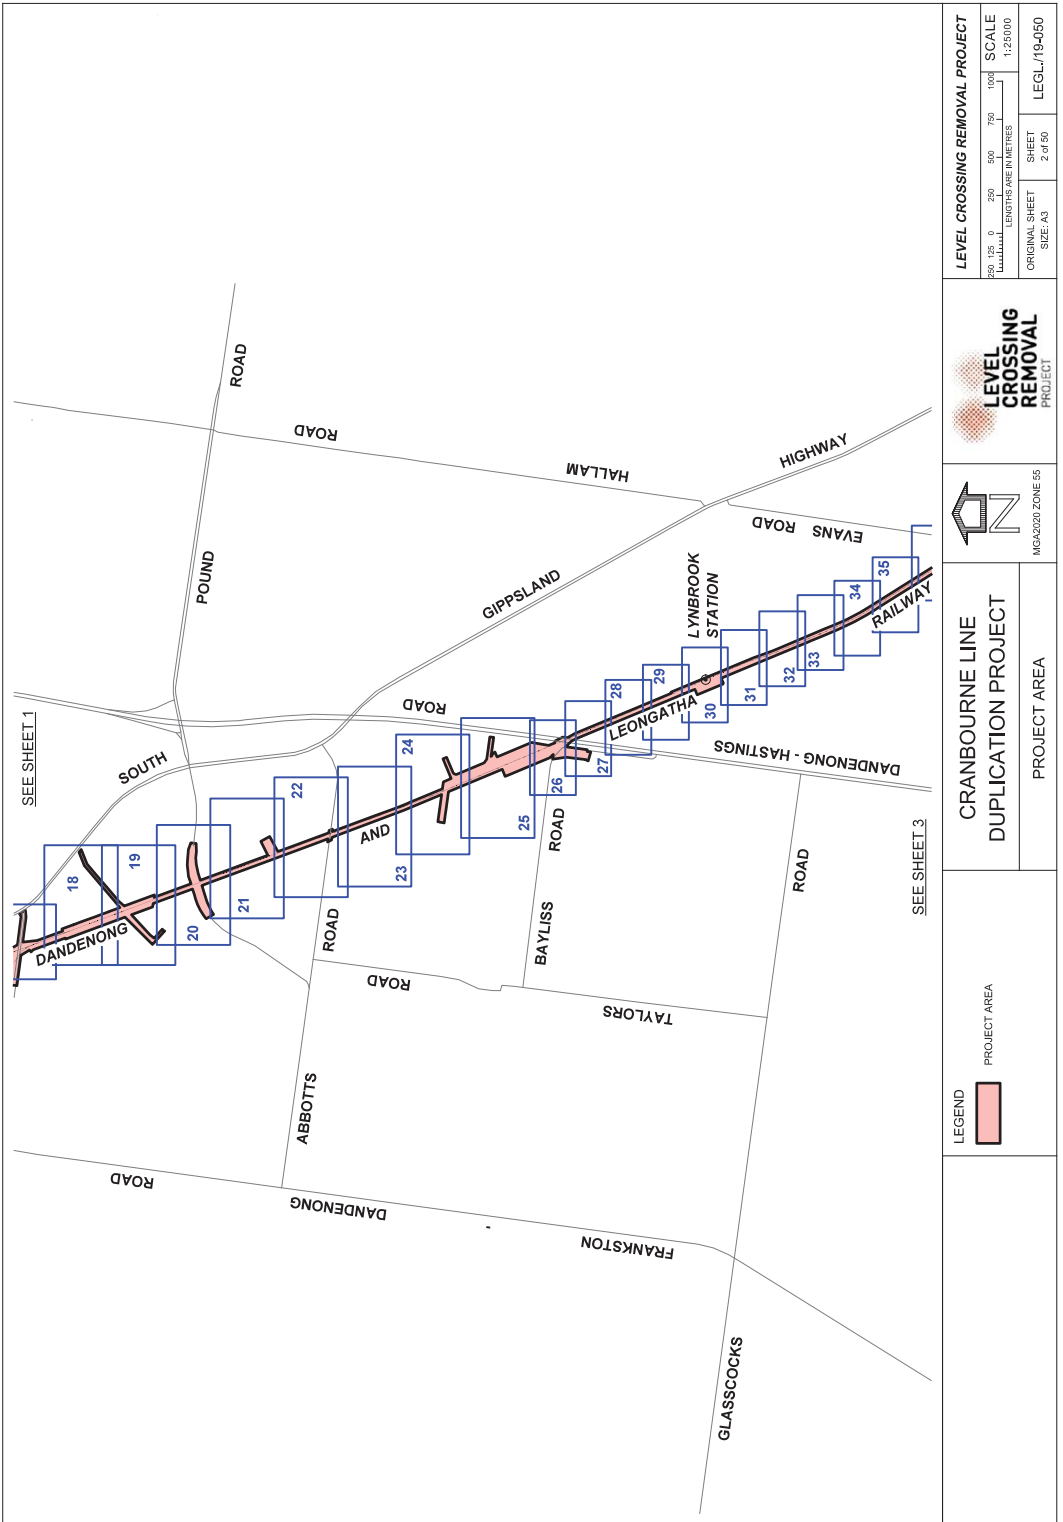 SEE SHEET 1
ROAD
ROAD
HALLAM
POUND
HIGHWAY
GIPPSLAND
EVANS ROAD
SOUTH
ROAD
LYNBROOK
STATION
DANDENONG - HASTINGS
DANDENONG
AND
LEONGATHA
RAILWAY
18
19
20
21
22
23
24
25
26
27
28
29
30
31
32
33
34
35
ROAD
ABBOTTS
ROAD
BAYLISS
ROAD
TAYLORS
ROAD
GLASSCOCKS
ROAD
DANDENONG
-
FRANKSTON
SEE SHEET 3
LEGEND
PROJECT AREA
CRANBOURNE LINE
DUPLICATION PROJECT
PROJECT AREA
N
MGA2020 ZONE 55
LEVEL
CROSSING
REMOVAL
PROJECT
LEVEL CROSSING REMOVAL PROJECT
250 125 0 250 500 750 1000
LENGTHS ARE IN METRES
SCALE
1:25000
ORIGINAL SHEET
SIZE: A3
SHEET
2 of 50
LEGL./19-050